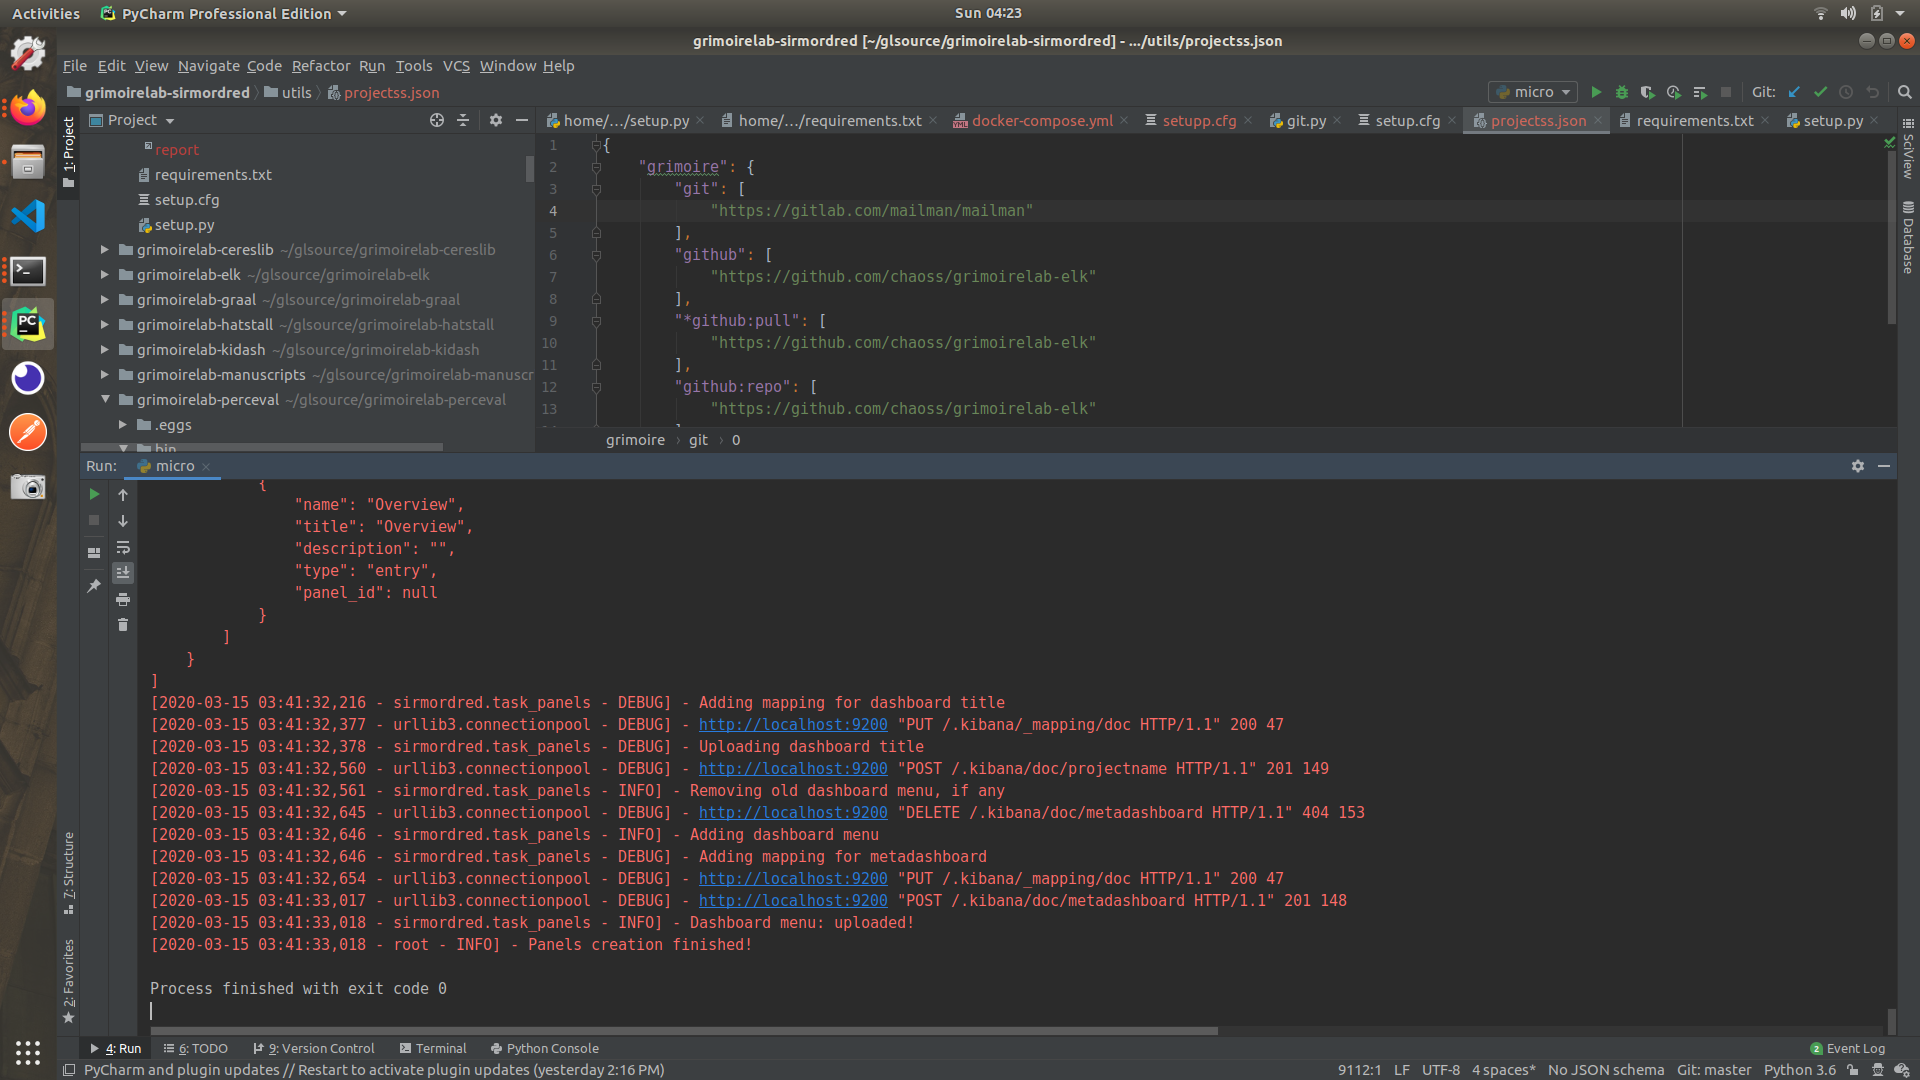 Activities PyCharm Professional Edition Sun 04:23
grimoirelab-sirmordred [~/glsource/grimoirelab-sirmordred] - .../utils/projectss.json
File Edit View Navigate Code Refactor Run Tools VCS Window Help
grimoirelab-sirmordred utils projectss.json micro Git:
Project
home/.../setup.py home/.../requirements.txt docker-compose.yml setupp.cfg git.py setup.cfg projectss.json requirements.txt setup.py
1: Project
report
requirements.txt
setup.cfg
setup.py
grimoirelab-cereslib ~/glsource/grimoirelab-cereslib
grimoirelab-elk ~/glsource/grimoirelab-elk
grimoirelab-graal ~/glsource/grimoirelab-graal
grimoirelab-hatstall ~/glsource/grimoirelab-hatstall
grimoirelab-kidash ~/glsource/grimoirelab-kidash
grimoirelab-manuscripts ~/glsource/grimoirelab-manuscr
grimoirelab-perceval ~/glsource/grimoirelab-perceval
.eggs
bin
1 {
2 "grimoire": {
3 "git": [
4 "https://gitlab.com/mailman/mailman"
5 ],
6 "github": [
7 "https://github.com/chaoss/grimoirelab-elk"
8 ],
9 "*github:pull": [
10 "https://github.com/chaoss/grimoirelab-elk"
11 ],
12 "github:repo": [
13 "https://github.com/chaoss/grimoirelab-elk"
grimoire › git › 0
SciView
Database
Run: micro
{
"name": "Overview",
"title": "Overview",
"description": "",
"type": "entry",
"panel_id": null
}
]
}
]
[2020-03-15 03:41:32,216 - sirmordred.task_panels - DEBUG] - Adding mapping for dashboard title
[2020-03-15 03:41:32,377 - urllib3.connectionpool - DEBUG] - http://localhost:9200 "PUT /.kibana/_mapping/doc HTTP/1.1" 200 47
[2020-03-15 03:41:32,378 - sirmordred.task_panels - DEBUG] - Uploading dashboard title
[2020-03-15 03:41:32,560 - urllib3.connectionpool - DEBUG] - http://localhost:9200 "POST /.kibana/doc/projectname HTTP/1.1" 201 149
[2020-03-15 03:41:32,561 - sirmordred.task_panels - INFO] - Removing old dashboard menu, if any
[2020-03-15 03:41:32,645 - urllib3.connectionpool - DEBUG] - http://localhost:9200 "DELETE /.kibana/doc/metadashboard HTTP/1.1" 404 153
[2020-03-15 03:41:32,646 - sirmordred.task_panels - INFO] - Adding dashboard menu
[2020-03-15 03:41:32,646 - sirmordred.task_panels - DEBUG] - Adding mapping for metadashboard
[2020-03-15 03:41:32,654 - urllib3.connectionpool - DEBUG] - http://localhost:9200 "PUT /.kibana/_mapping/doc HTTP/1.1" 200 47
[2020-03-15 03:41:33,017 - urllib3.connectionpool - DEBUG] - http://localhost:9200 "POST /.kibana/doc/metadashboard HTTP/1.1" 201 148
[2020-03-15 03:41:33,018 - sirmordred.task_panels - INFO] - Dashboard menu: uploaded!
[2020-03-15 03:41:33,018 - root - INFO] - Panels creation finished!
Process finished with exit code 0
7: Structure
2: Favorites
4: Run 6: TODO 9: Version Control Terminal Python Console 2 Event Log
PyCharm and plugin updates // Restart to activate plugin updates (yesterday 2:16 PM) 9112:1 LF UTF-8 4 spaces* No JSON schema Git: master Python 3.6